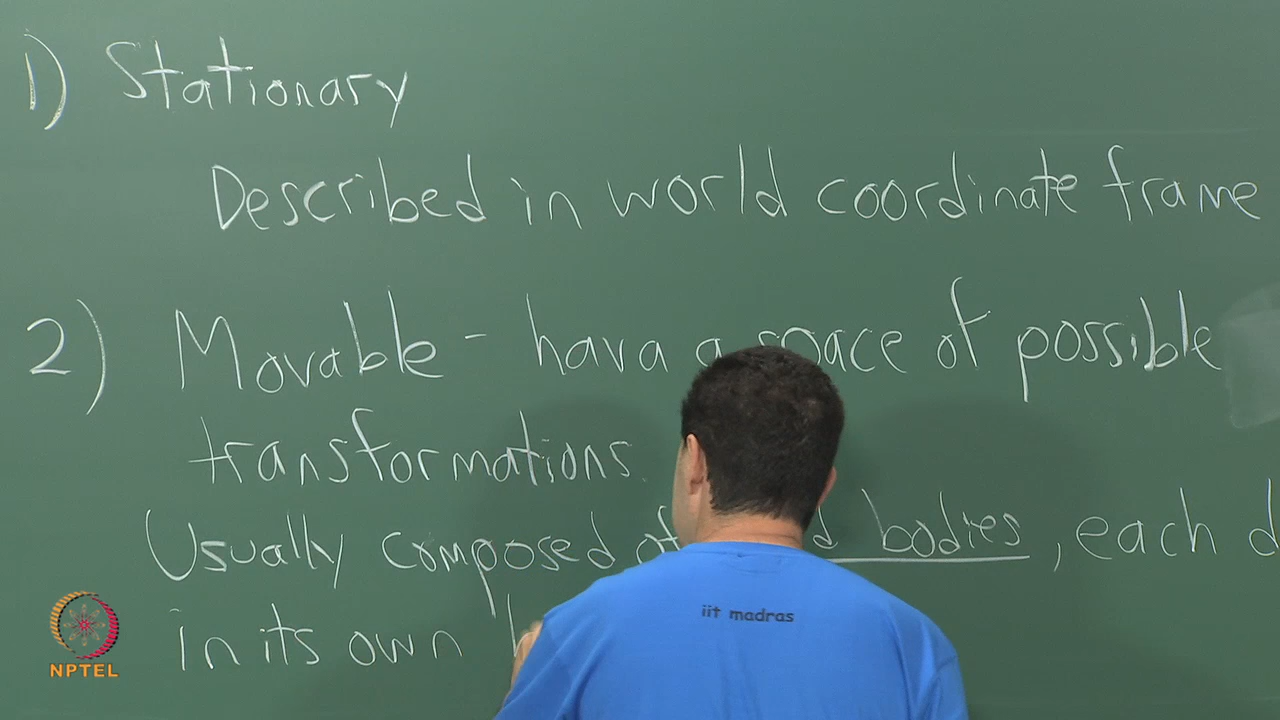 1) Stationary
Described in world coordinate frame
2) Movable - hava a space of possible
transformations.
Usually composed of bodies, each
in its own
iit madras
NPTEL